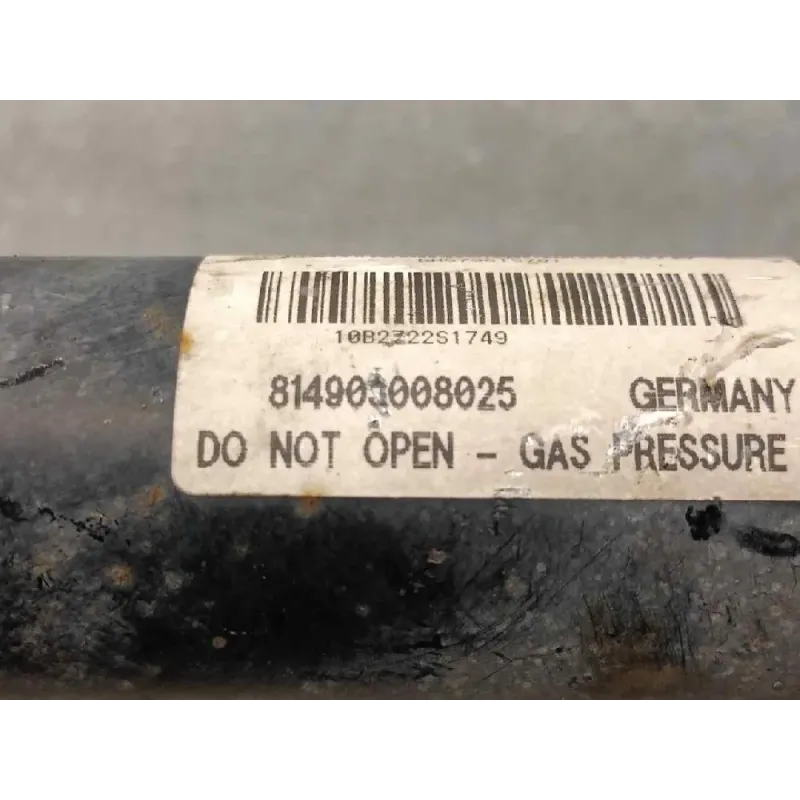 10B2Z22S1749
814903008025 GERMANY
DO NOT OPEN - GAS PRESSURE